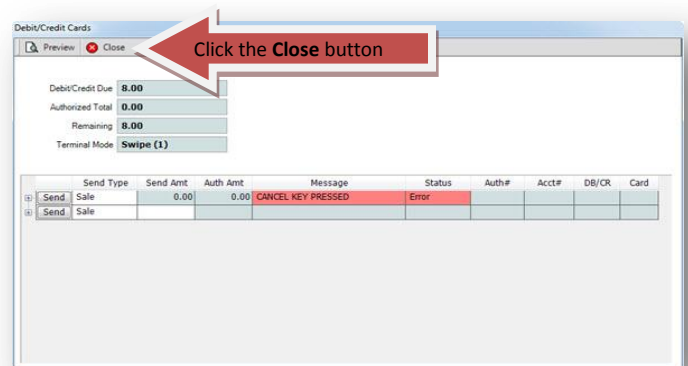 Debit/Credit Cards
Preview Close
Click the Close button
Debit/Credit Due 8.00
Authorized Total 0.00
Remaining 8.00
Terminal Mode Swipe (1)
Send Type Send Amt Auth Amt Message Status Auth# Acct# DB/CR Card
Send Sale 0.00 0.00 CANCEL KEY PRESSED Error
Send Sale